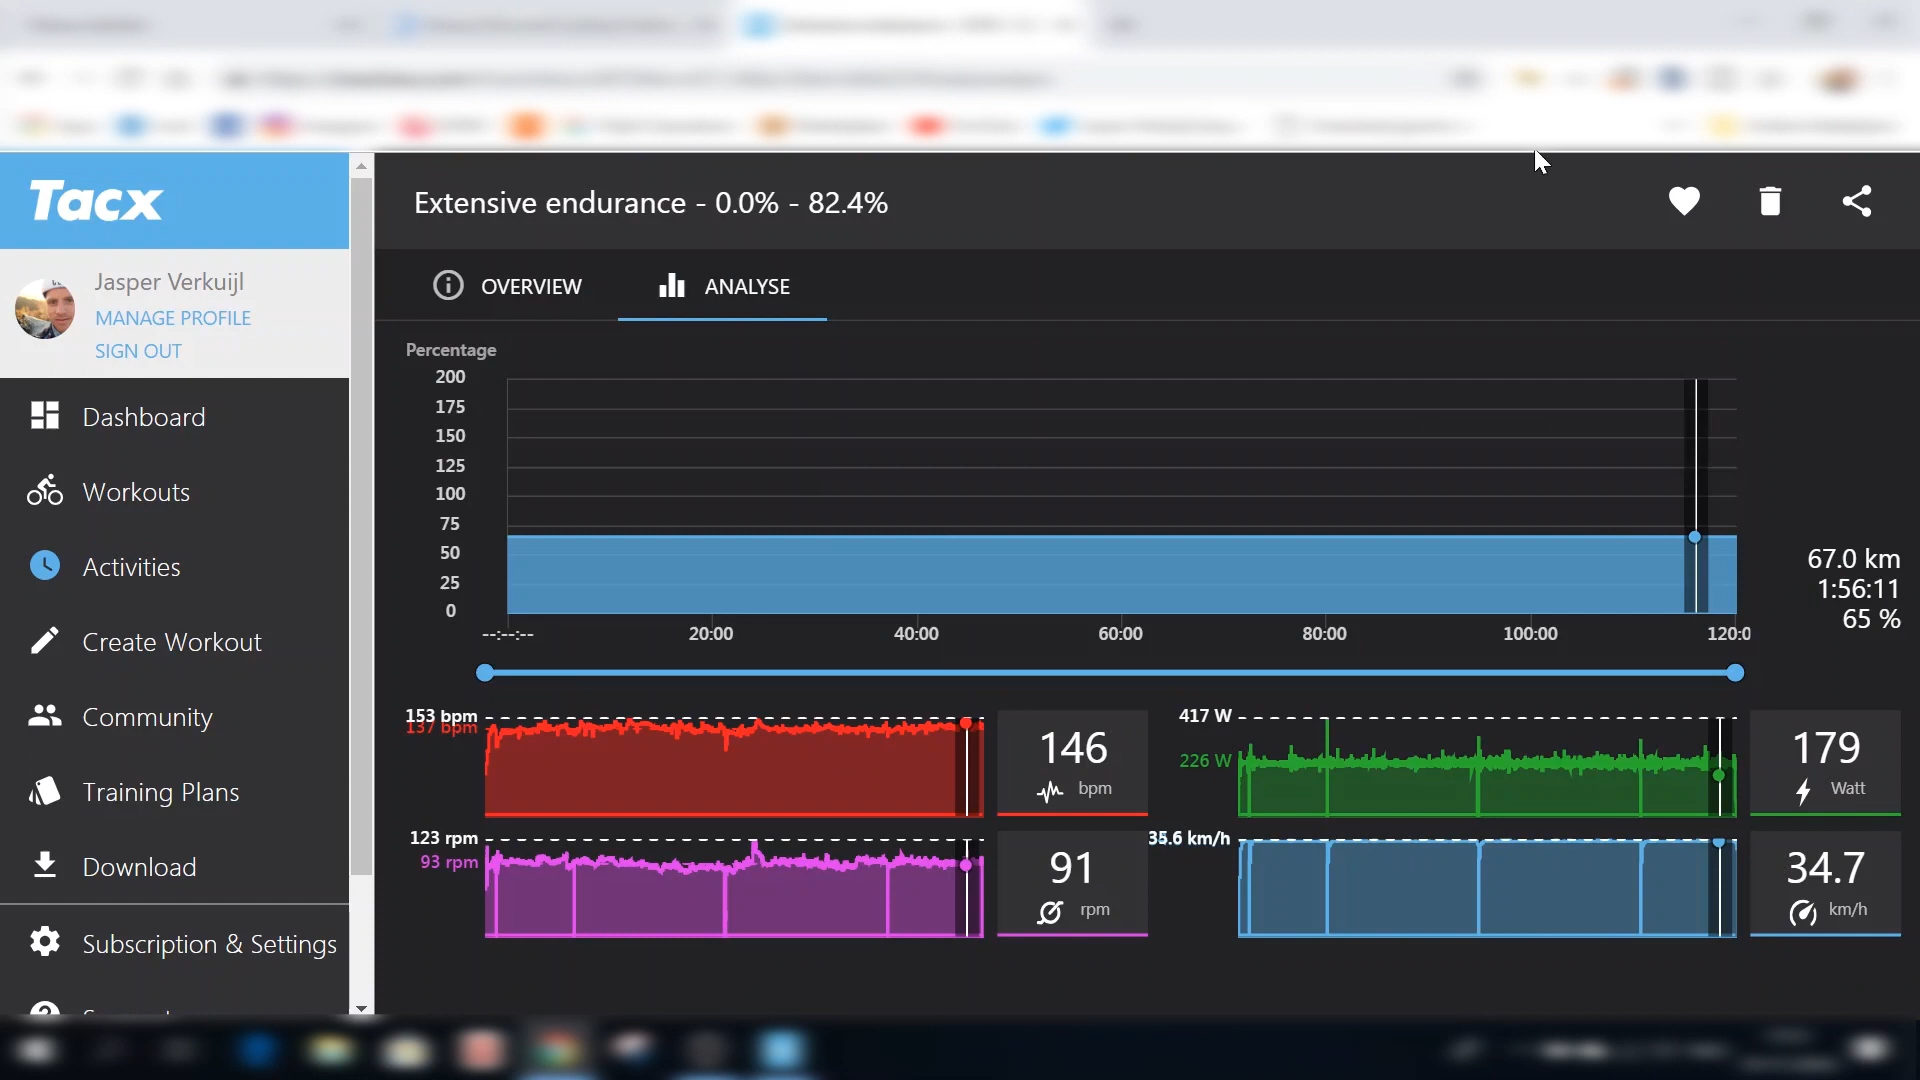 Tacx
Jasper Verkuijl
MANAGE PROFILE
SIGN OUT
Dashboard
Workouts
Activities
Create Workout
Community
Training Plans
Download
Subscription & Settings
Extensive endurance - 0.0% - 82.4%
OVERVIEW
ANALYSE
Percentage
200
175
150
125
100
75
50
25
0
--:--:--
20:00
40:00
60:00
80:00
100:00
120:0
67.0 km
1:56:11
65 %
153 bpm
137 bpm
146
bpm
417 W
226 W
179
Watt
123 rpm
93 rpm
91
rpm
35.6 km/h
34.7
km/h